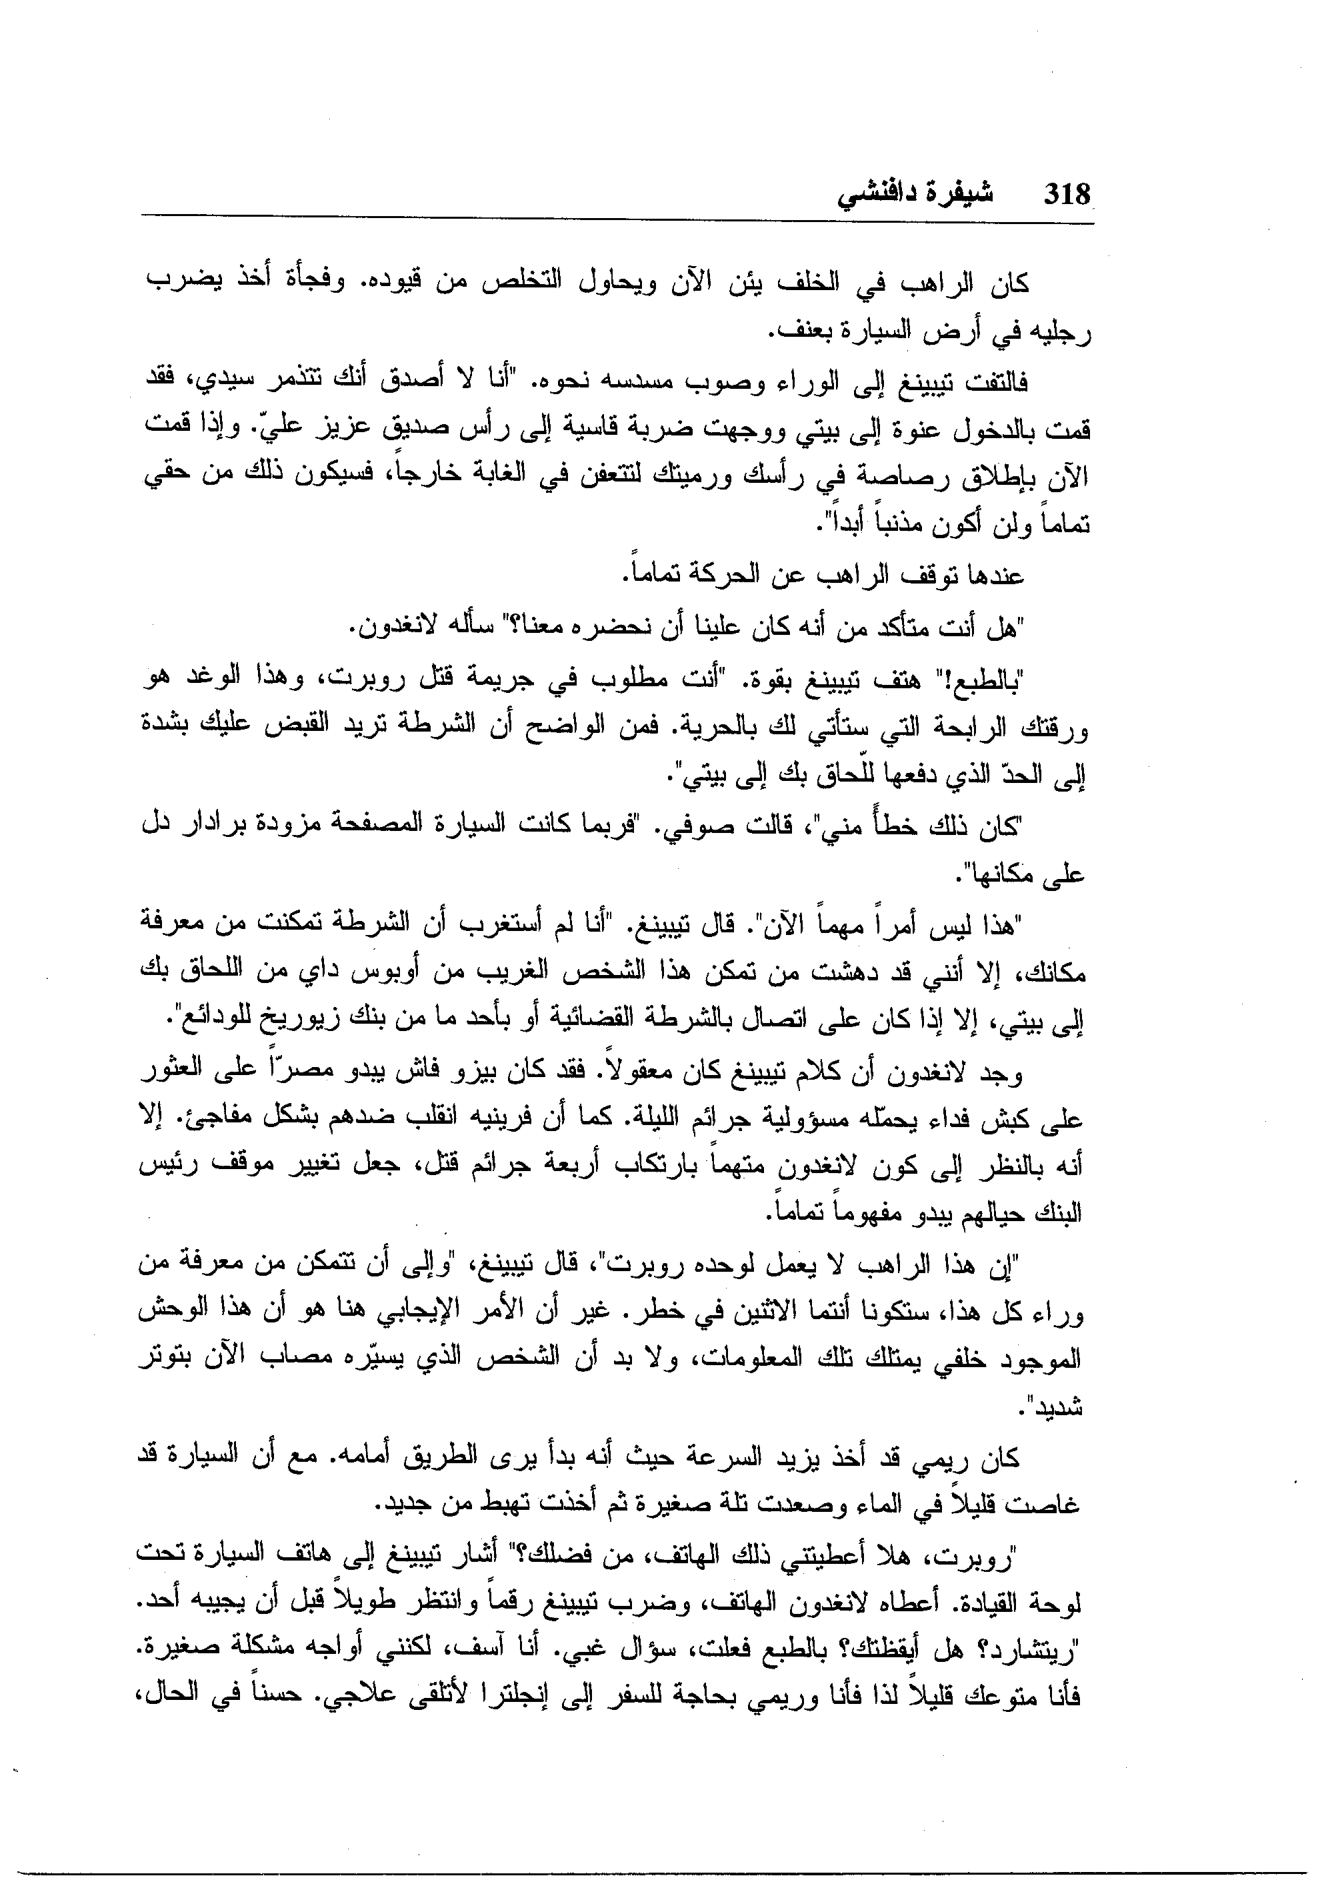 318 شيفرة دافنشي
كان الراهب في الخلف يئن الآن ويحاول التخلص من قيوده. وفجأة أخذ يضرب
رجليه في أرض السيارة بعنف.
فالتفت تيبينغ إلى الوراء وصوب مسدسه نحوه. "أنا لا أصدق أنك تتذمر سيدي، فقد
قمت بالدخول عنوة إلى بيتي ووجهت ضربة قاسية إلى رأس صديق عزيز عليّ. وإذا قمت
الآن بإطلاق رصاصة في رأسك ورميتك لتتعفن في الغابة خارجاً، فسيكون ذلك من حقي
تماماً ولن أكون مذنباً أبداً".
عندها توقف الراهب عن الحركة تماماً.
"هل أنت متأكد من أنه كان علينا أن نحضره معنا؟" سأله لانغدون.
"بالطبع!" هتف تيبينغ بقوة. "أنت مطلوب في جريمة قتل روبرت، وهذا الوغد هو
ورقتك الرابحة التي ستأتي لك بالحرية. فمن الواضح أن الشرطة تريد القبض عليك بشدة
إلى الحدّ الذي دفعها للّحاق بك إلى بيتي".
"كان ذلك خطأً مني"، قالت صوفي. "فربما كانت السيارة المصفحة مزودة برادار دل
على مكانها".
"هذا ليس أمراً مهماً الآن". قال تيبينغ. "أنا لم أستغرب أن الشرطة تمكنت من معرفة
مكانك، إلا أنني قد دهشت من تمكن هذا الشخص الغريب من أوبوس داي من اللحاق بك
إلى بيتي، إلا إذا كان على اتصال بالشرطة القضائية أو بأحد ما من بنك زيوريخ للودائع".
وجد لانغدون أن كلام تيبينغ كان معقولاً. فقد كان بيزو فاش يبدو مصرّاً على العثور
على كبش فداء يحمّله مسؤولية جرائم الليلة. كما أن فرينيه انقلب ضدهم بشكل مفاجئ. إلا
أنه بالنظر إلى كون لانغدون متهماً بارتكاب أربعة جرائم قتل، جعل تغيير موقف رئيس
البنك حيالهم يبدو مفهوماً تماماً.
"إن هذا الراهب لا يعمل لوحده روبرت"، قال تيبينغ، "وإلى أن تتمكن من معرفة من
وراء كل هذا، ستكونا أنتما الاثنين في خطر. غير أن الأمر الإيجابي هنا هو أن هذا الوحش
الموجود خلفي يمتلك تلك المعلومات، ولا بد أن الشخص الذي يسيّره مصاب الآن بتوتر
شديد".
كان ريمي قد أخذ يزيد السرعة حيث أنه بدأ يرى الطريق أمامه. مع أن السيارة قد
غاصت قليلاً في الماء وصعدت تلة صغيرة ثم أخذت تهبط من جديد.
"روبرت، هلا أعطيتني ذلك الهاتف، من فضلك؟" أشار تيبينغ إلى هاتف السيارة تحت
لوحة القيادة. أعطاه لانغدون الهاتف، وضرب تيبينغ رقماً وانتظر طويلاً قبل أن يجيبه أحد.
"ريتشارد؟ هل أيقظتك؟ بالطبع فعلت، سؤال غبي. أنا آسف، لكنني أواجه مشكلة صغيرة.
فأنا متوعك قليلاً لذا فأنا وريمي بحاجة للسفر إلى إنجلترا لأتلقى علاجي. حسناً في الحال،